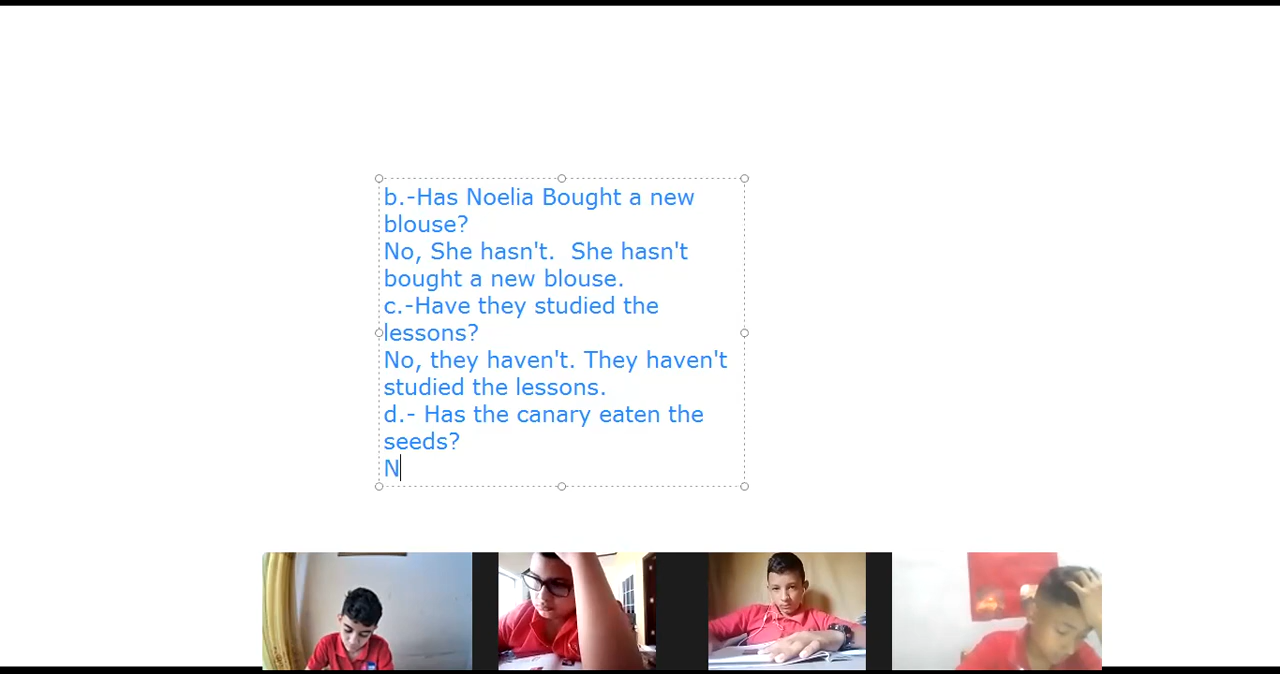 b.-Has Noelia Bought a new
blouse?
No, She hasn't.  She hasn't
bought a new blouse.
c.-Have they studied the
lessons?
No, they haven't. They haven't
studied the lessons.
d.- Has the canary eaten the
seeds?
N